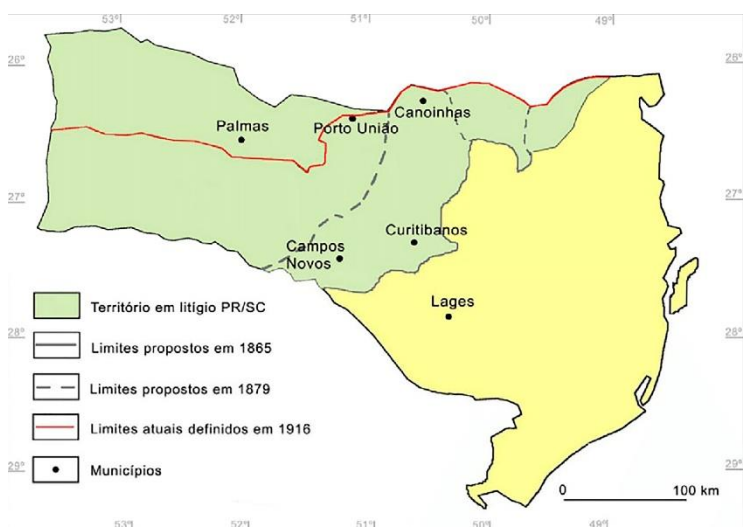 53º 52º 51º 50º 49º
26º 26º
Palmas
Porto União
Canoinhas
27º 27º
Curitibanos
Campos
Novos
Território em litígio PR/SC
Lages
28º 28º
Limites propostos em 1865
Limites propostos em 1879
Limites atuais definidos em 1916
Municípios
0 100 km
29º 29º
53º 52º 51º 50º 49º